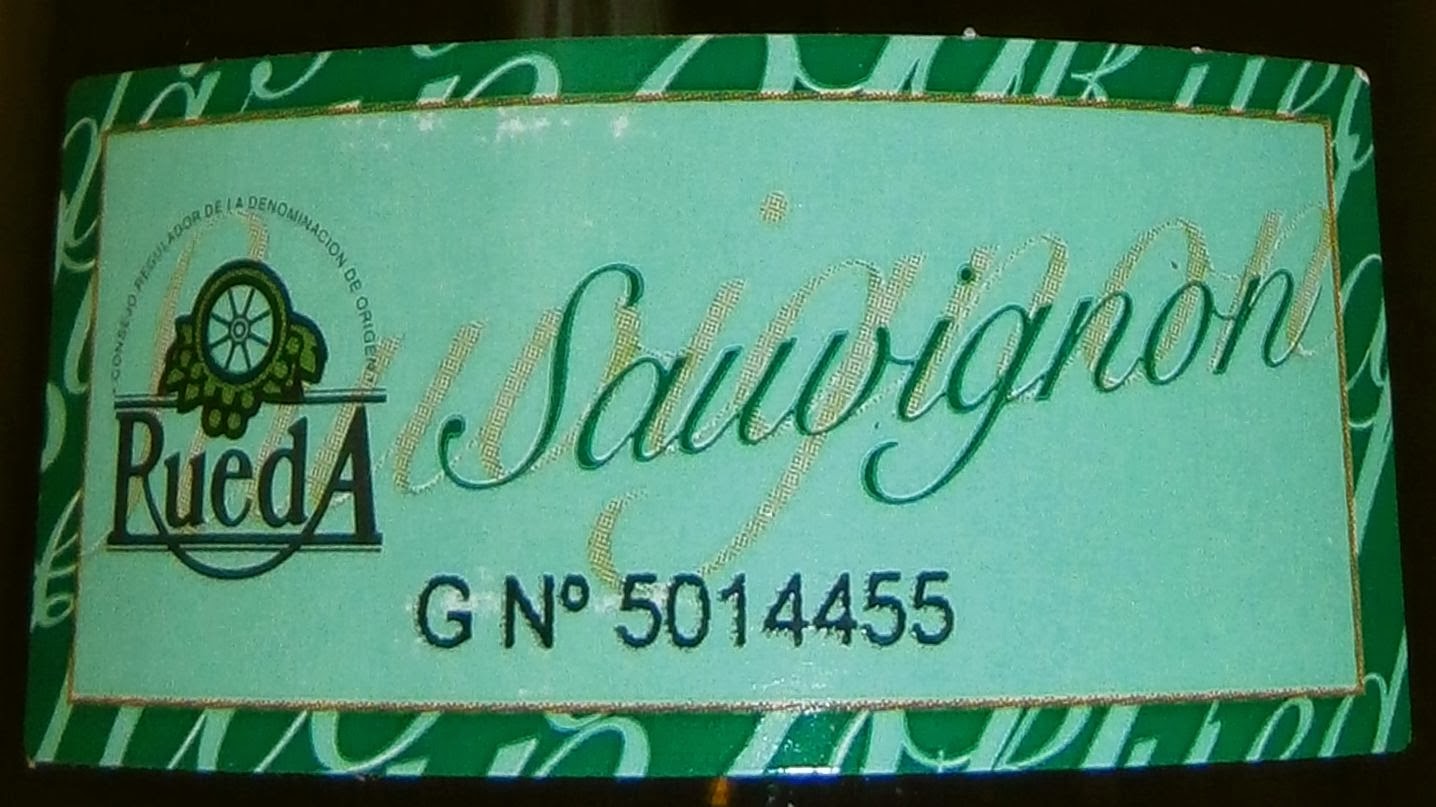 CONSEJO REGULADOR DE LA DENOMINACION DE ORIGEN
RuedA
Sauvignon
G Nº 5014455